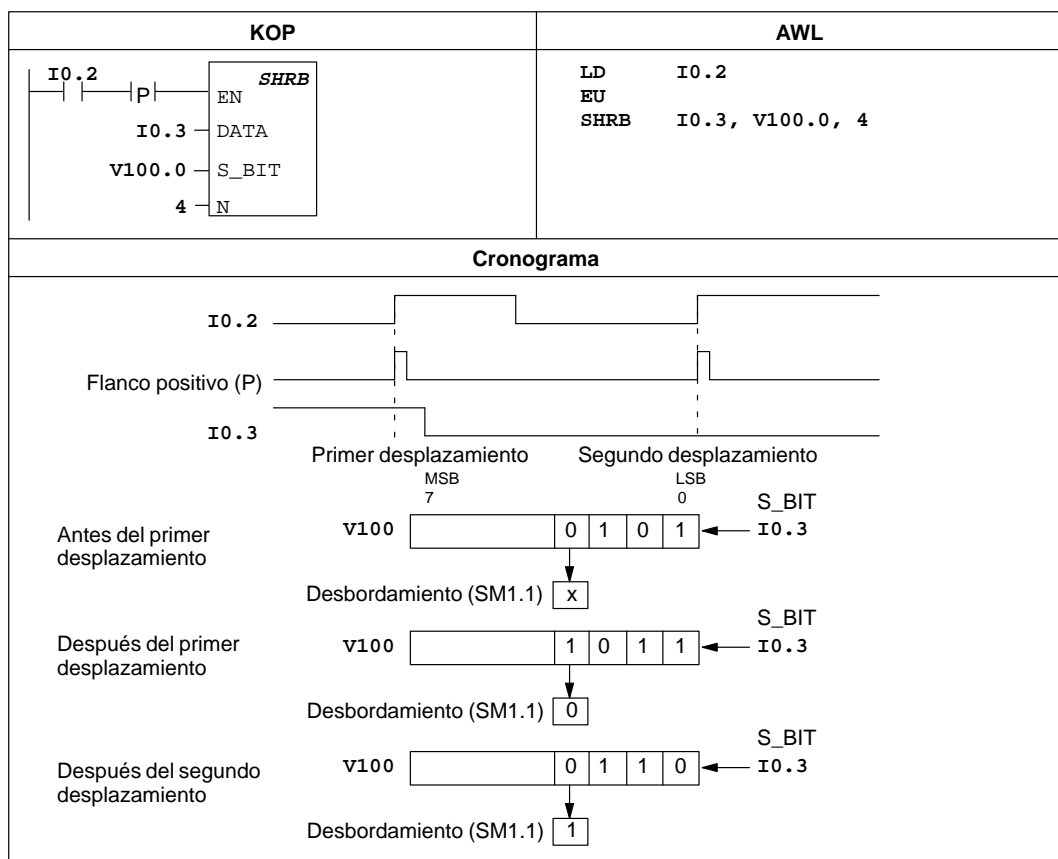 KOP
AWL
I0.2
P
SHRB
EN
I0.3 DATA
V100.0 S_BIT
4 N
LD I0.2
EU
SHRB I0.3, V100.0, 4
Cronograma
I0.2
Flanco positivo (P)
I0.3
Primer desplazamiento Segundo desplazamiento
MSB LSB
7 0
S_BIT
Antes del primer
desplazamiento
V100 0 1 0 1 I0.3
Desbordamiento (SM1.1) x
S_BIT
Después del primer
desplazamiento
V100 1 0 1 1 I0.3
Desbordamiento (SM1.1) 0
S_BIT
Después del segundo
desplazamiento
V100 0 1 1 0 I0.3
Desbordamiento (SM1.1) 1